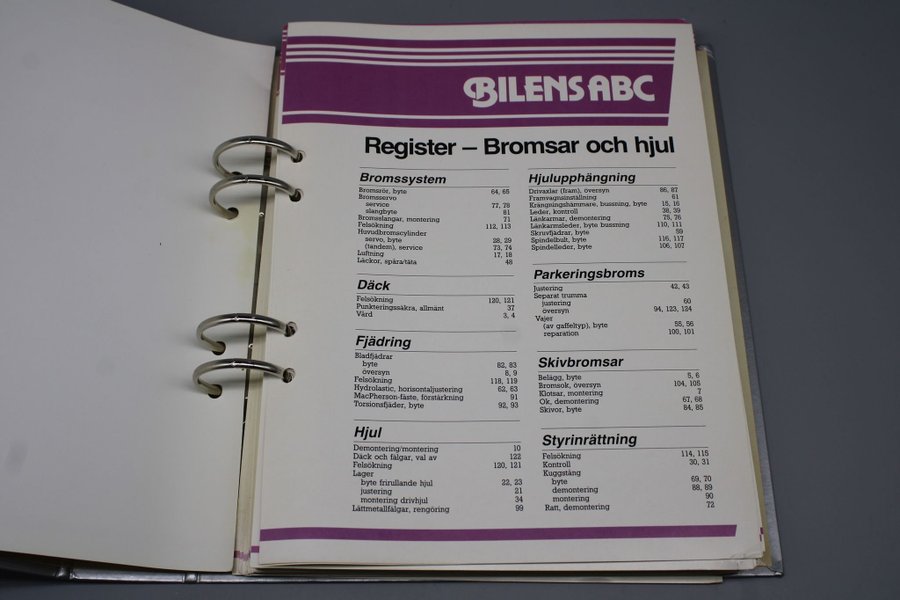 BILENS ABC
Register – Bromsar och hjul
Bromssystem
Bromsrör, byte 64, 65
Bromsservo
service 77, 78
slangbyte 81
Bromsslangar, montering 71
Felsökning 112, 113
Huvudbromscylinder
servo, byte 28, 29
(tandem), service 73, 74
Luftning 17, 18
Läckor, spåra/täta 48
Däck
Felsökning 120, 121
Punkteringssäkra, allmänt 37
Vård 3, 4
Fjädring
Bladfjädrar
byte 82, 83
översyn 8, 9
Felsökning 118, 119
Hydrolastic, horisontaljustering 62, 63
MacPherson-fäste, förstärkning 91
Torsionsfjäder, byte 92, 93
Hjul
Demontering/montering 10
Däck och fälgar, val av 122
Felsökning 120, 121
Lager
byte frirullande hjul 22, 23
justering 21
montering drivhjul 34
Lättmetallfälgar, rengöring 99
Hjulupphängning
Drivaxlar (fram), översyn 86, 87
Framvagnsinställning 61
Krängningshämmare, bussning, byte 15, 16
Leder, kontroll 38, 39
Länkarmar, demontering 75, 76
Länkarmsleder, byte bussning 110, 111
Skruvfjädrar, byte 59
Spindelbult, byte 116, 117
Spindelleder, byte 106, 107
Parkeringsbroms
Justering 42, 43
Separat trumma
justering 60
översyn 94, 123, 124
Vajer
(av gaffeltyp), byte 55, 56
reparation 100, 101
Skivbromsar
Belägg, byte 5, 6
Bromsok, översyn 104, 105
Klotsar, montering 7
Ok, demontering 67, 68
Skivor, byte 84, 85
Styrinrättning
Felsökning 114, 115
Kontroll 30, 31
Kuggstång
byte 69, 70
demontering 88, 89
montering 90
Ratt, demontering 72